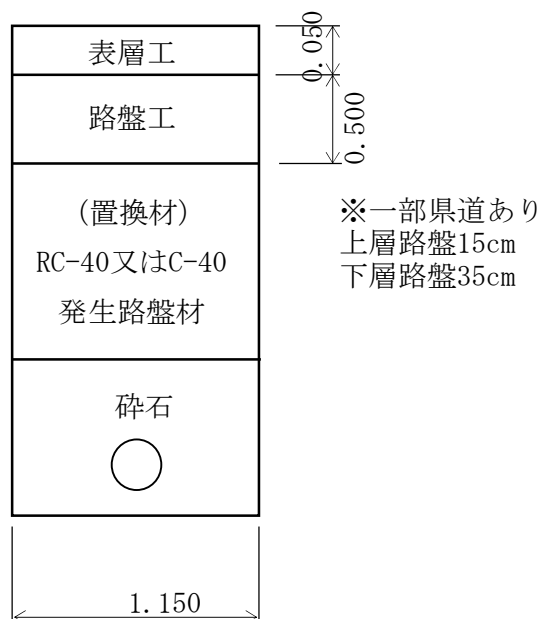 表層工
0.050
路盤工
0.500
(置換材)
RC-40又はC-40
発生路盤材
※一部県道あり
上層路盤15cm
下層路盤35cm
砕石
1.150